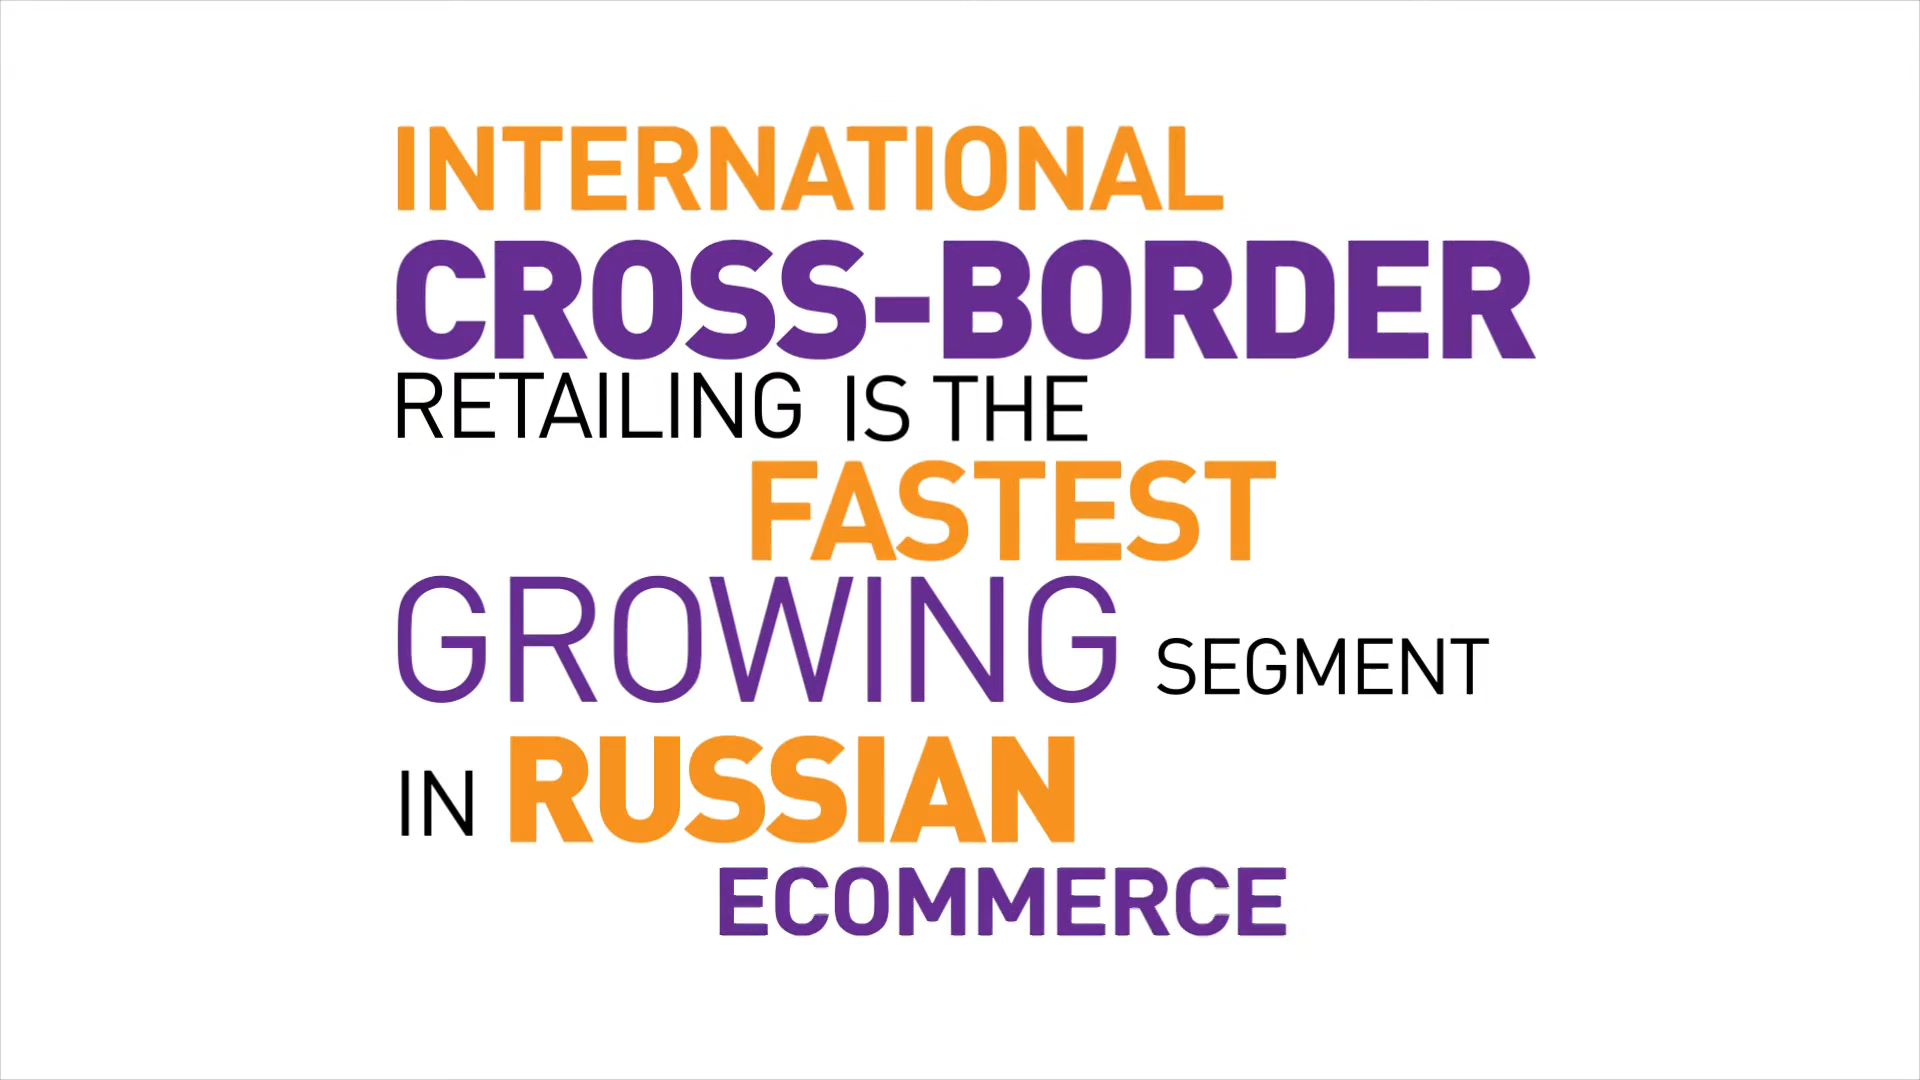 INTERNATIONAL
CROSS-BORDER
RETAILING IS THE
FASTEST
GROWING SEGMENT
IN RUSSIAN
ECOMMERCE